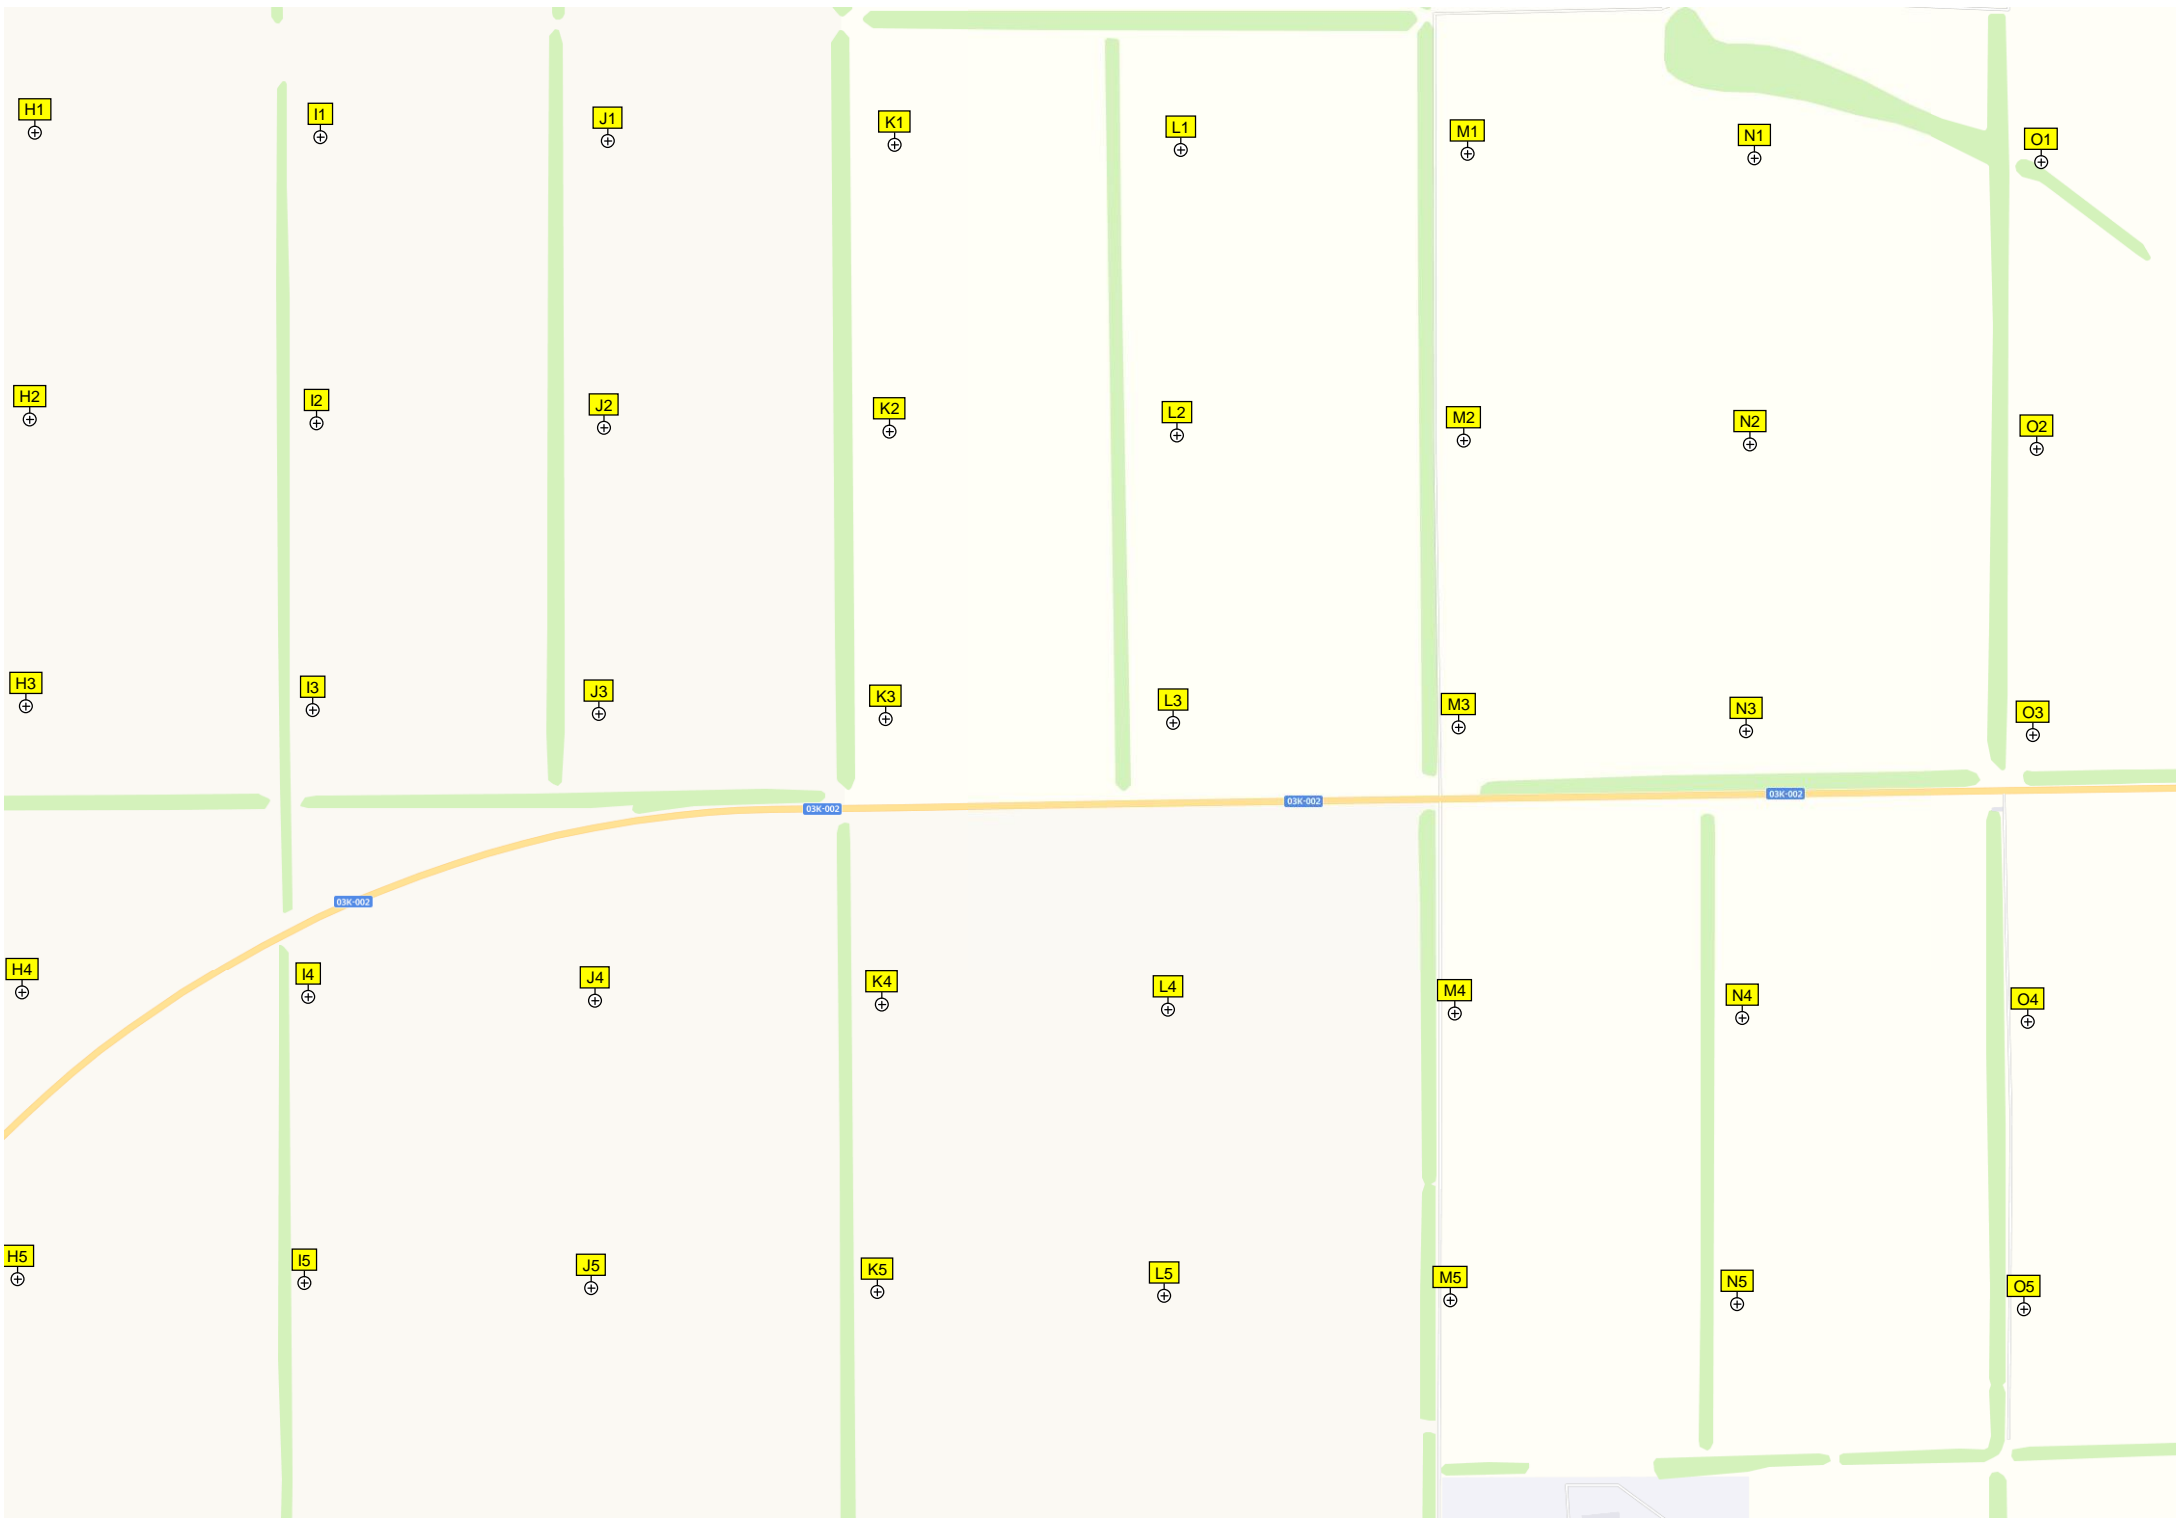 H1 I1 J1 K1 L1 M1 N1 O1
H2 I2 J2 K2 L2 M2 N2 O2
H3 I3 J3 K3 L3 M3 N3 O3
03K-002 03K-002 03K-002
03K-002
H4 I4 J4 K4 L4 M4 N4 O4
H5 I5 J5 K5 L5 M5 N5 O5